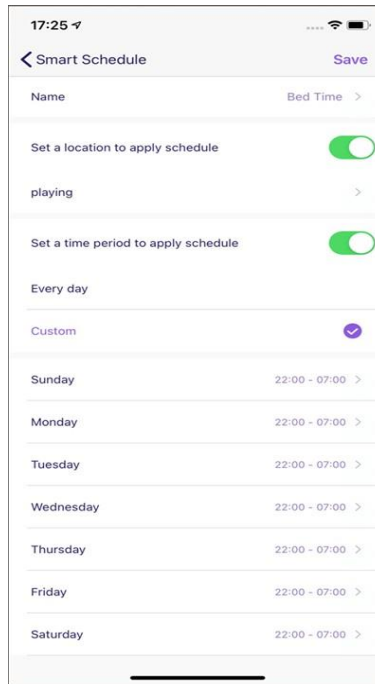 17:25
Smart Schedule Save
Name Bed Time >
Set a location to apply schedule
playing >
Set a time period to apply schedule
Every day
Custom
Sunday 22:00 - 07:00 >
Monday 22:00 - 07:00 >
Tuesday 22:00 - 07:00 >
Wednesday 22:00 - 07:00 >
Thursday 22:00 - 07:00 >
Friday 22:00 - 07:00 >
Saturday 22:00 - 07:00 >